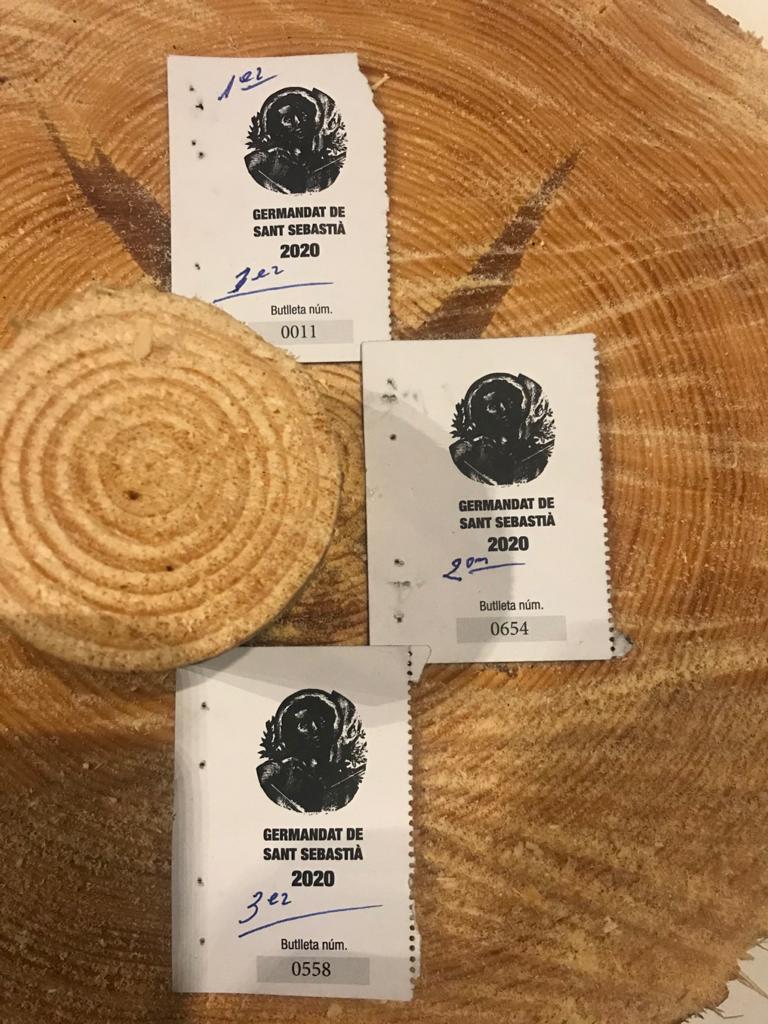 1er
GERMANDAT DE
SANT SEBASTIÀ
2020
1er
Butlleta núm.
0011
GERMANDAT DE
SANT SEBASTIÀ
2020
2on
Butlleta núm.
0654
GERMANDAT DE
SANT SEBASTIÀ
2020
3er
Butlleta núm.
0558